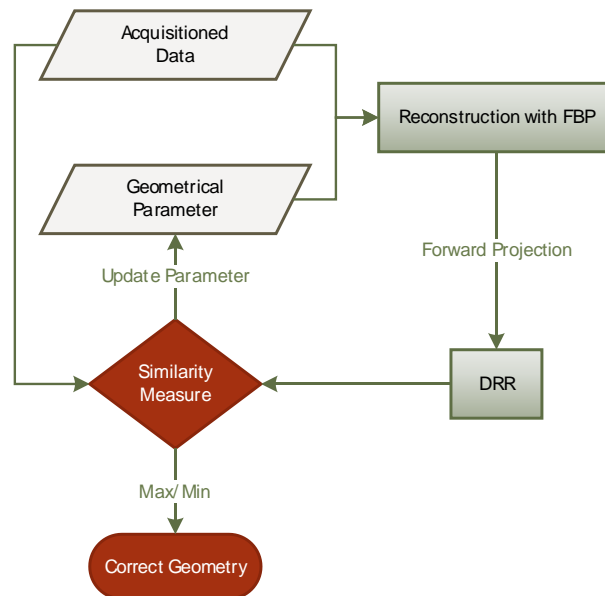 Acquisitioned
Data
Reconstruction with FBP
Geometrical
Parameter
Forward Projection
Update Parameter
Similarity
Measure
DRR
Max/ Min
Correct Geometry